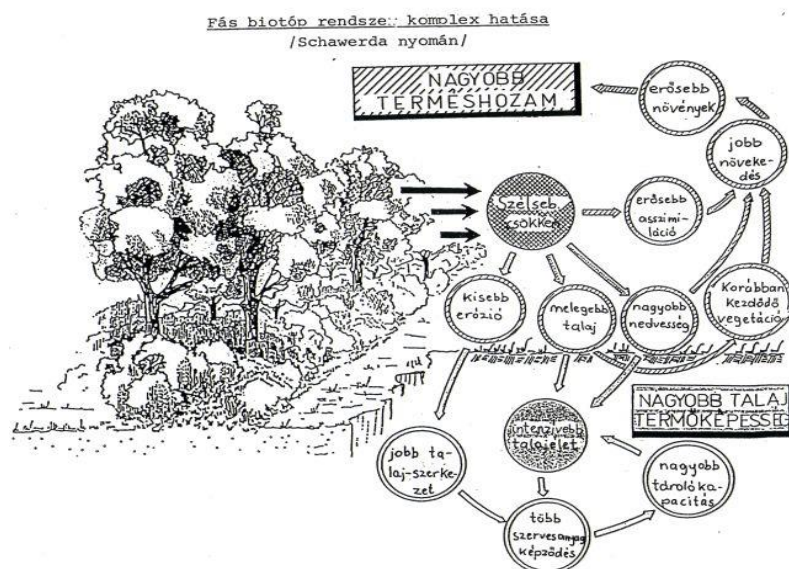 Fás biotóp rendszer komplex hatása
/Schawerda nyomán/
NAGYOBB
TERMÉSHOZAM
erősebb
növények
jobb
növeke-
dés
Szélseb.
csökken
erősebb
asszimi-
láció
kisebb
erózió
melegebb
talaj
nagyobb
nedvesség
Korábban
kezdődő
vegetáció
NAGYOBB TALAJ
TERMŐKÉPESSÉG
intenzívebb
talajélet
jobb ta-
laj-szerke-
zet
nagyobb
tároló ka-
pacitás
több
szervesanyag
képződés